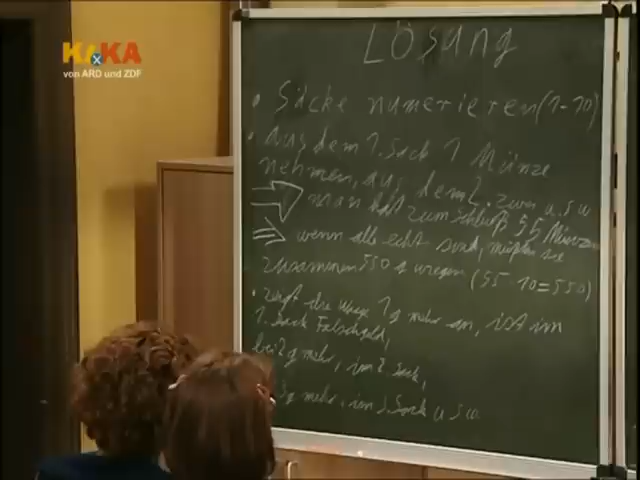 KiKA
von ARD und ZDF
LÖSUNG
• Säcke numerieren (1-10)
• Aus dem 1. Sack 1 Münze
nehmen, aus dem 2. zwei u.s.w
⇒ man hat zum Schluß 55 Münzen
⇒ wenn alle echt sind, müßten sie
zusammen 550 g wiegen (55·10=550)
• zeigt die Waage 1g mehr an, ist im
1. Sack Falschgeld,
bei 2g mehr, im 2 Sack,
3g mehr, im 3. Sack u.s.w.